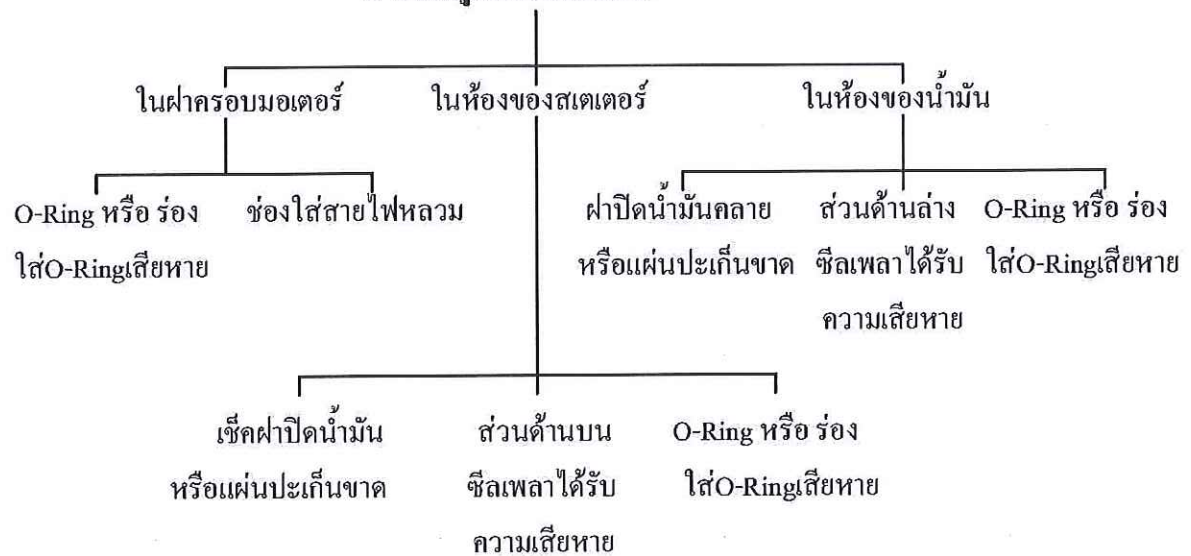 ในฝาครอบมอเตอร์
ในห้องของสเตเตอร์
ในห้องของน้ำมัน
O-Ring หรือ ร่อง
ใส่O-Ringเสียหาย
ช่องใส่สายไฟหลวม
ฝาปิดน้ำมันคลาย
หรือแผ่นปะเก็นขาด
ส่วนด้านล่าง
ซีลเพลาได้รับ
ความเสียหาย
O-Ring หรือ ร่อง
ใส่O-Ringเสียหาย
เช็คฝาปิดน้ำมัน
หรือแผ่นปะเก็นขาด
ส่วนด้านบน
ซีลเพลาได้รับ
ความเสียหาย
O-Ring หรือ ร่อง
ใส่O-Ringเสียหาย